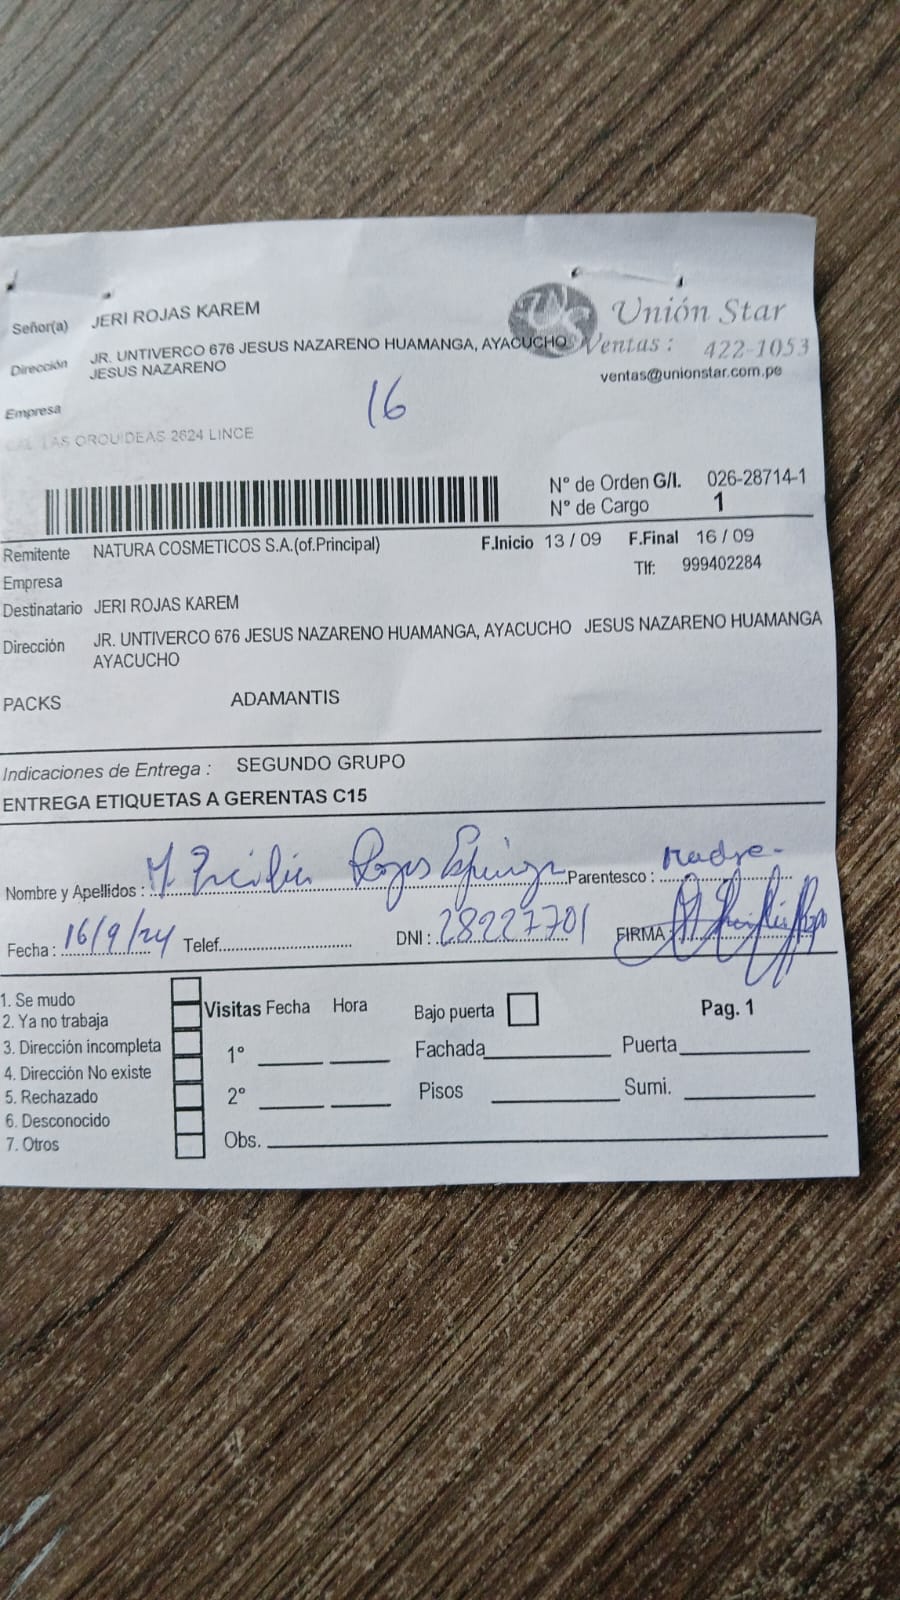 Señor(a) JERI ROJAS KAREM
Unión Star
Dirección JR. UNTIVERCO 676 JESUS NAZARENO HUAMANGA, AYACUCHO
JESUS NAZARENO
Ventas: 422-1053
ventas@unionstar.com.pe
Empresa
16
CAL LAS ORQUIDEAS 2624 LINCE
N° de Orden G/I. 026-28714-1
N° de Cargo 1
Remitente NATURA COSMETICOS S.A.(of.Principal) F.Inicio 13 / 09 F.Final 16 / 09
Empresa Tlf: 999402284
Destinatario JERI ROJAS KAREM
Dirección JR. UNTIVERCO 676 JESUS NAZARENO HUAMANGA, AYACUCHO JESUS NAZARENO HUAMANGA
AYACUCHO
PACKS ADAMANTIS
Indicaciones de Entrega : SEGUNDO GRUPO
ENTREGA ETIQUETAS A GERENTAS C15
Nombre y Apellidos : M. Rojas Parentesco : Madre-
Fecha : 16/9/24 Telef. DNI : 28227701 FIRMA
1. Se mudo
2. Ya no trabaja
3. Dirección incompleta
4. Dirección No existe
5. Rechazado
6. Desconocido
7. Otros
Visitas Fecha Hora
1°
2°
Obs.
Bajo puerta
Fachada
Pisos
Pag. 1
Puerta
Sumi.